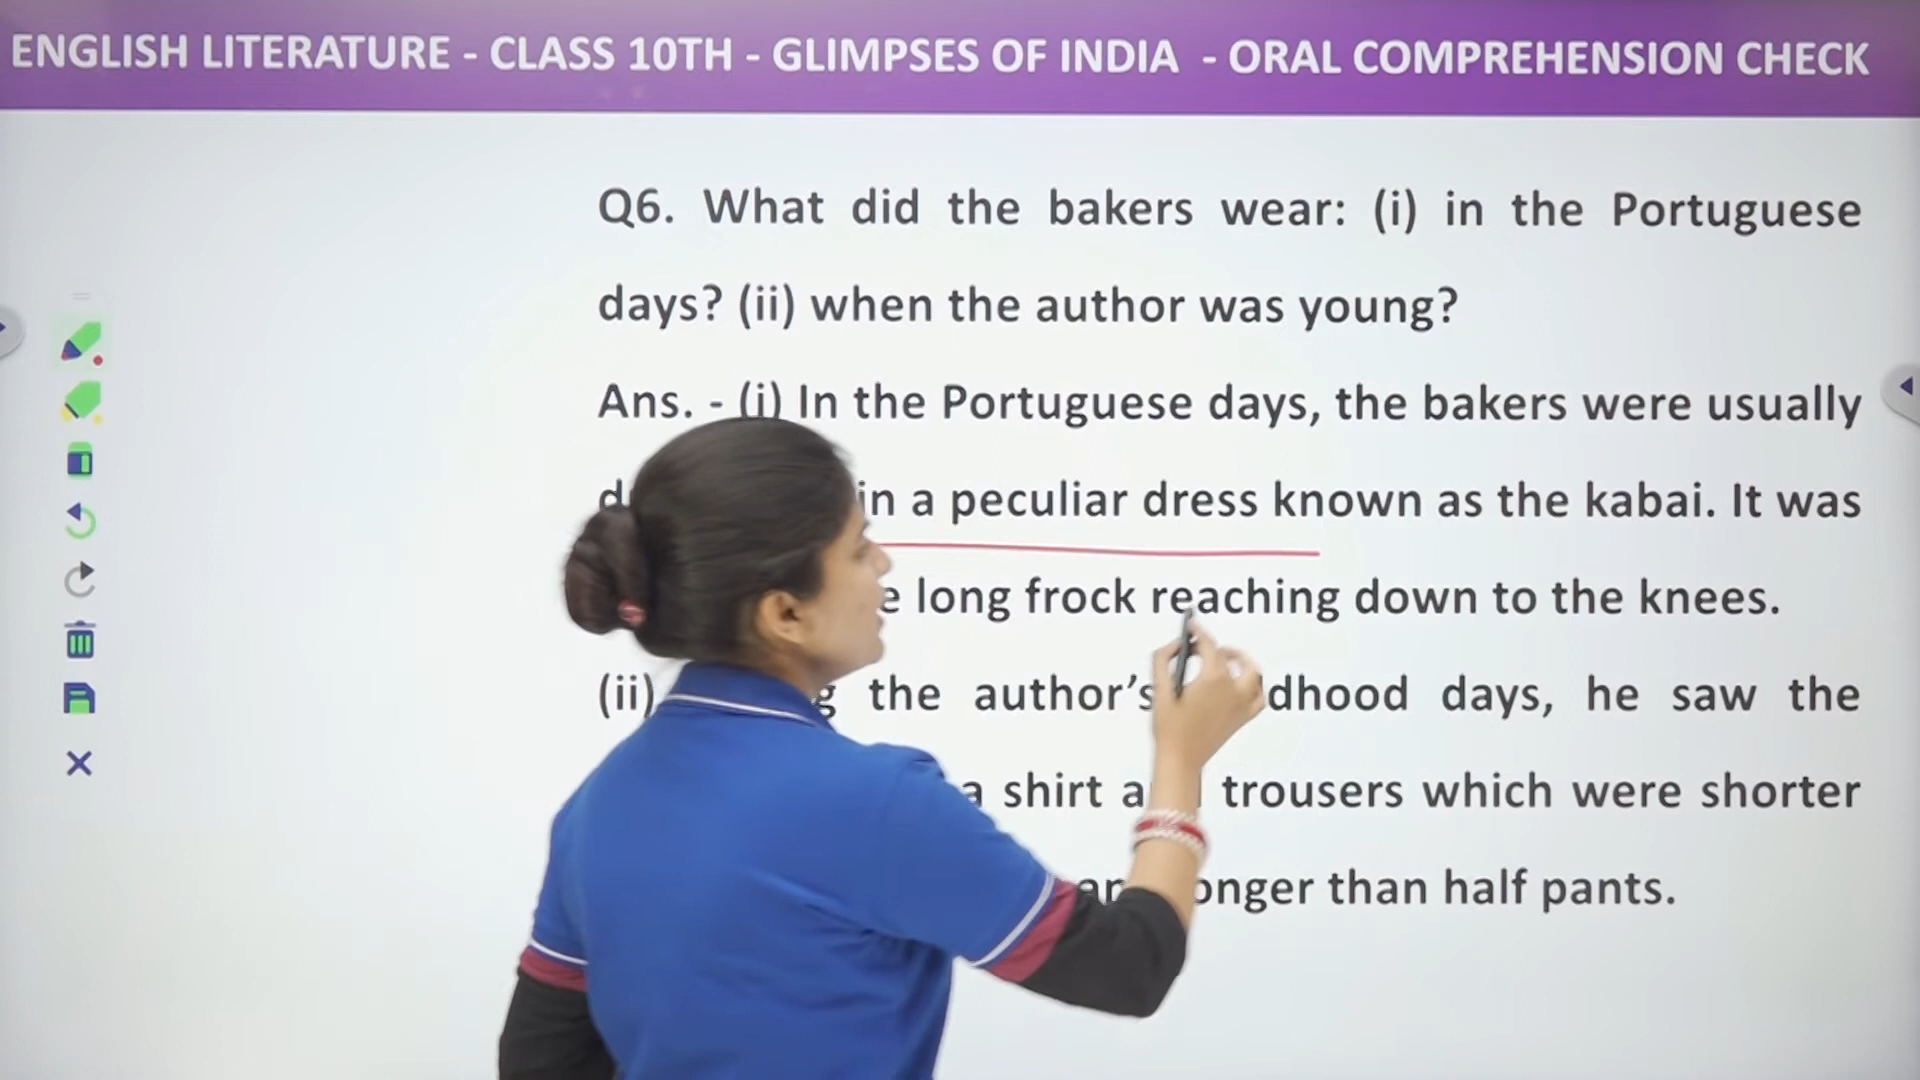 ENGLISH LITERATURE - CLASS 10TH - GLIMPSES OF INDIA - ORAL COMPREHENSION CHECK
Q6. What did the bakers wear: (i) in the Portuguese
days? (ii) when the author was young?
Ans. - (i) In the Portuguese days, the bakers were usually
in a peculiar dress known as the kabai. It was
long frock reaching down to the knees.
(ii) the author's days, he saw the
a shirt trousers which were shorter
than half pants.